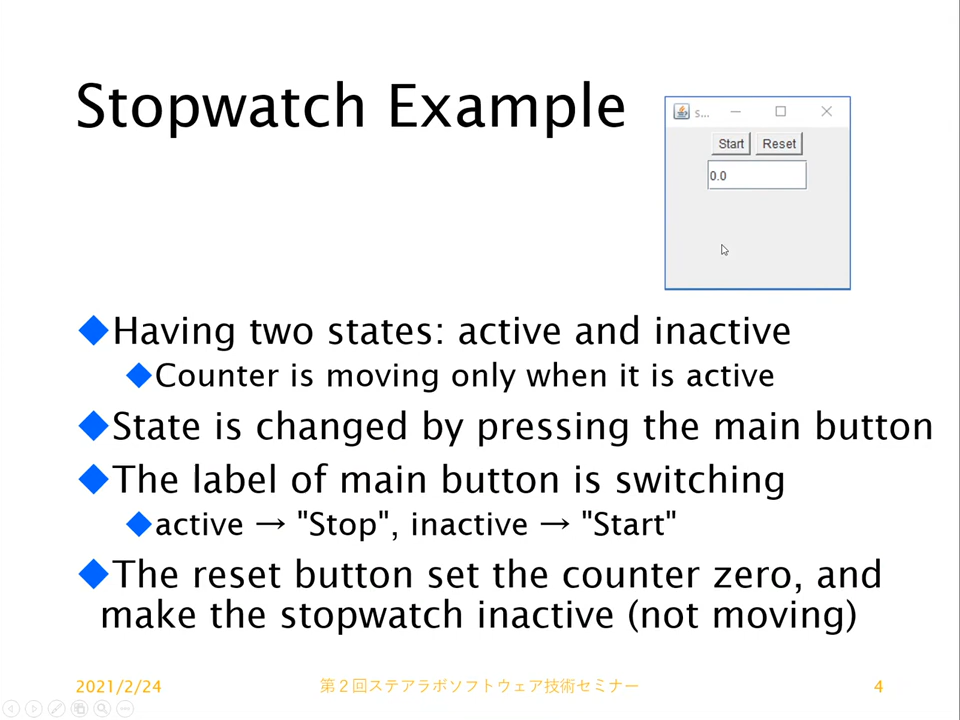 Stopwatch Example
s...
Start Reset
0.0
Having two states: active and inactive
Counter is moving only when it is active
State is changed by pressing the main button
The label of main button is switching
active → "Stop", inactive → "Start"
The reset button set the counter zero, and
make the stopwatch inactive (not moving)
2021/2/24 第２回ステアラボソフトウェア技術セミナー 4